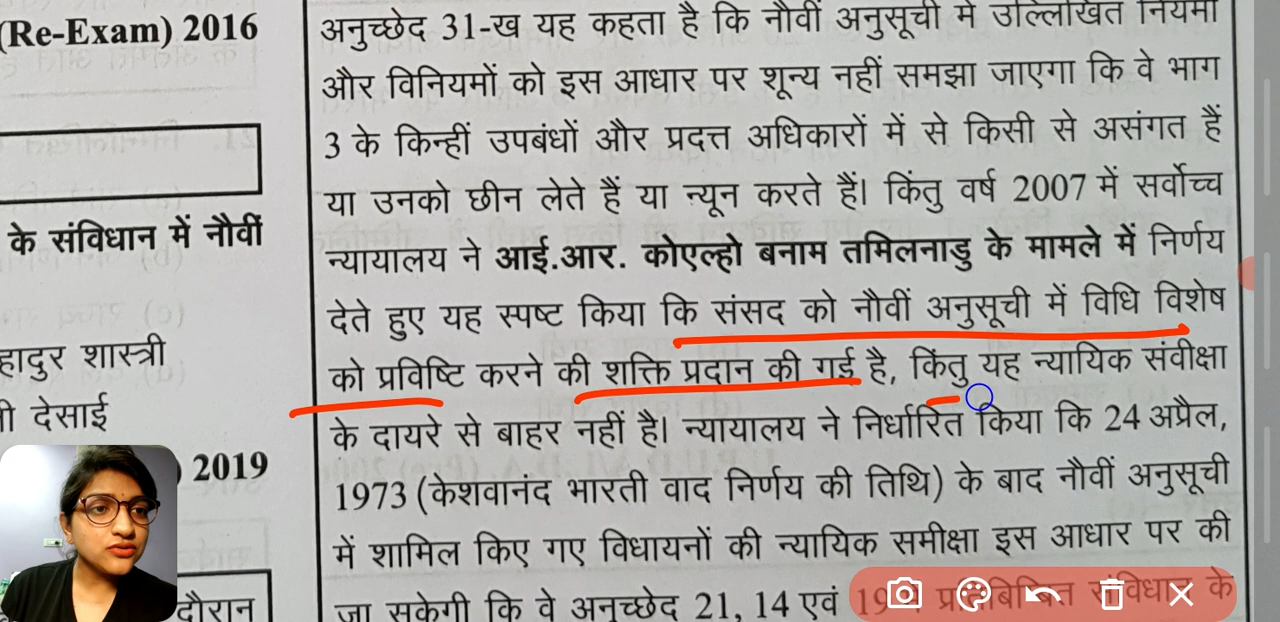 (Re-Exam) 2016
के संविधान में नौवीं
हादुर शास्त्री
ी देसाई
2019
दौरान
अनुच्छेद 31-ख यह कहता है कि नौवीं अनुसूची में उल्लिखित नियमों
और विनियमों को इस आधार पर शून्य नहीं समझा जाएगा कि वे भाग
3 के किन्हीं उपबंधों और प्रदत्त अधिकारों में से किसी से असंगत हैं
या उनको छीन लेते हैं या न्यून करते हैं। किंतु वर्ष 2007 में सर्वोच्च
न्यायालय ने आई.आर. कोएल्हो बनाम तमिलनाडु के मामले में निर्णय
देते हुए यह स्पष्ट किया कि संसद को नौवीं अनुसूची में विधि विशेष
को प्रविष्टि करने की शक्ति प्रदान की गई है, किंतु यह न्यायिक संवीक्षा
के दायरे से बाहर नहीं है। न्यायालय ने निर्धारित किया कि 24 अप्रैल,
1973 (केशवानंद भारती वाद निर्णय की तिथि) के बाद नौवीं अनुसूची
में शामिल किए गए विधायनों की न्यायिक समीक्षा इस आधार पर की
जा सकेगी कि वे अनुच्छेद 21, 14 एवं 19 में प्रतिबिम्बित संविधान के